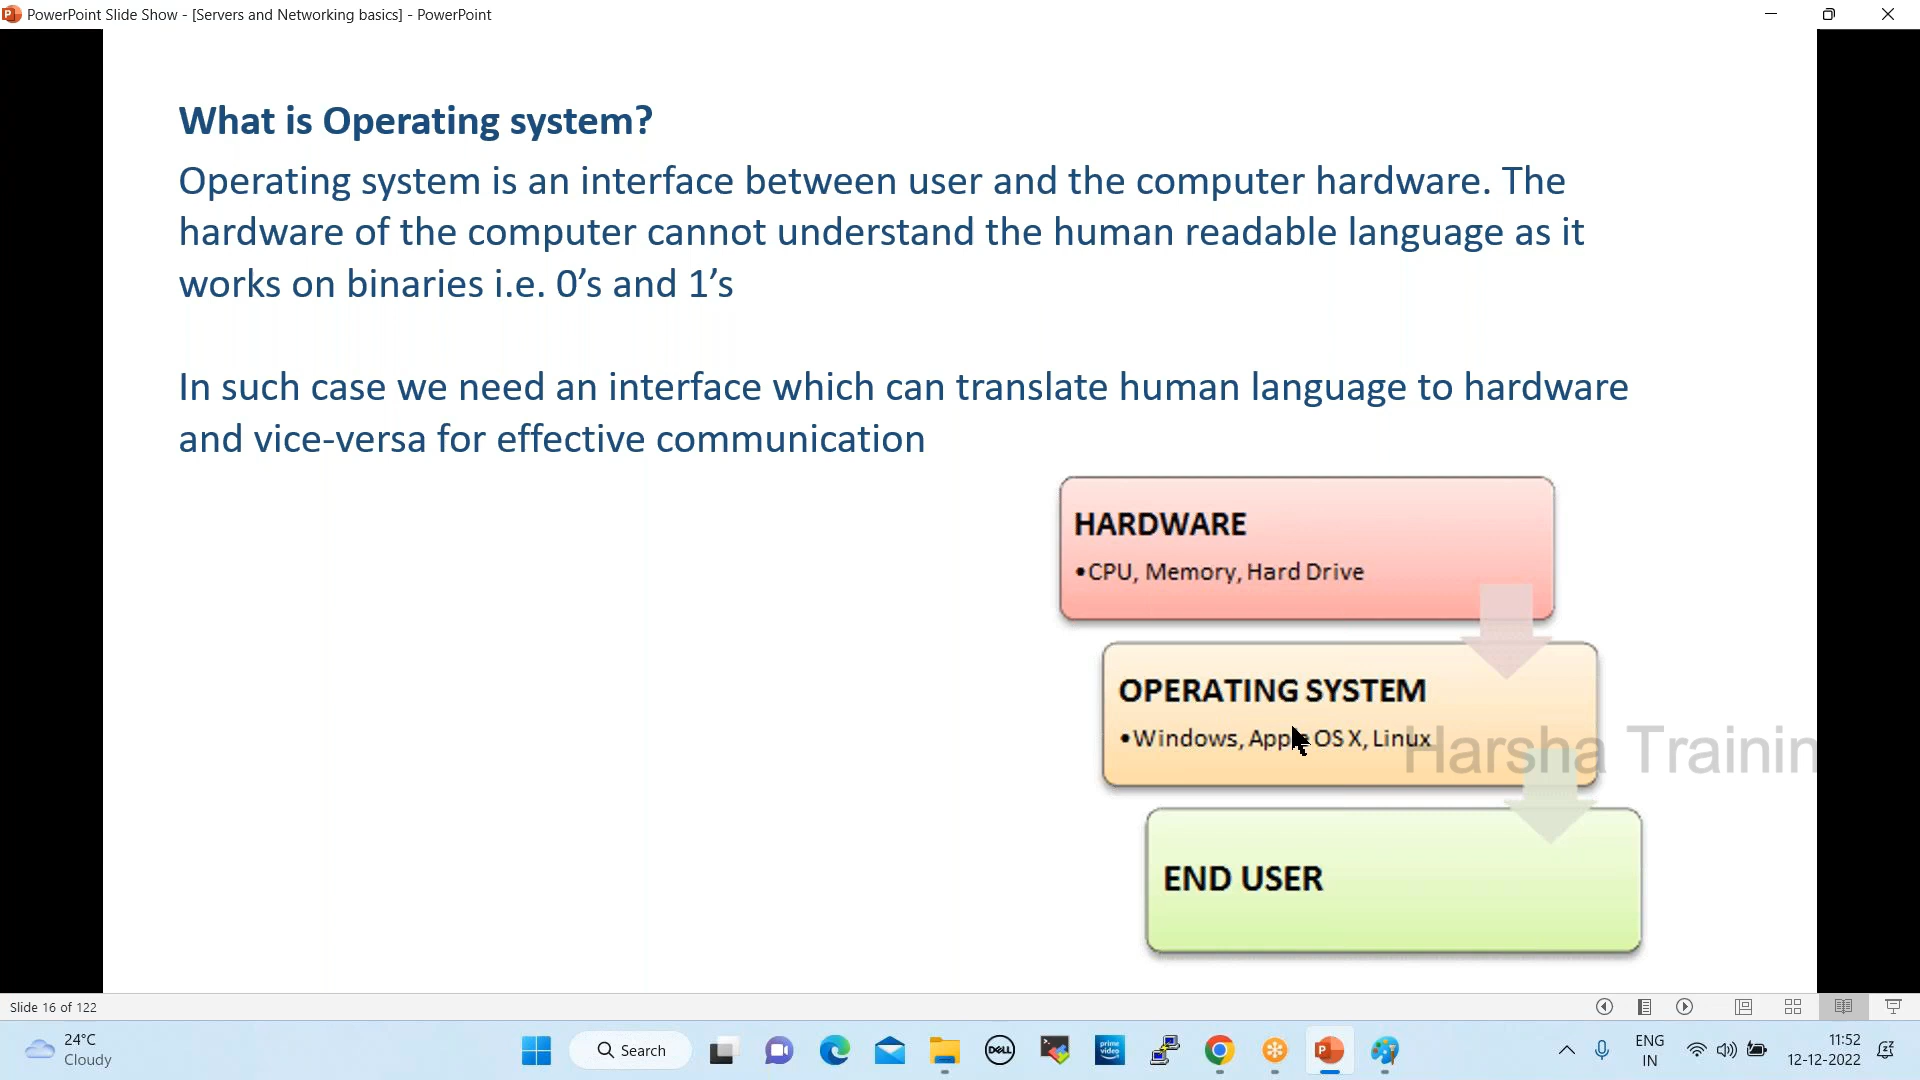 PowerPoint Slide Show - [Servers and Networking basics] - PowerPoint
What is Operating system?
Operating system is an interface between user and the computer hardware. The
hardware of the computer cannot understand the human readable language as it
works on binaries i.e. 0’s and 1’s
In such case we need an interface which can translate human language to hardware
and vice-versa for effective communication
HARDWARE
•CPU, Memory, Hard Drive
OPERATING SYSTEM
•Windows, Apple OS X, Linux
Harsha Trainin
END USER
Slide 16 of 122
24°C
Cloudy
Search
DELL
prime
video
ENG
IN
11:52
12-12-2022